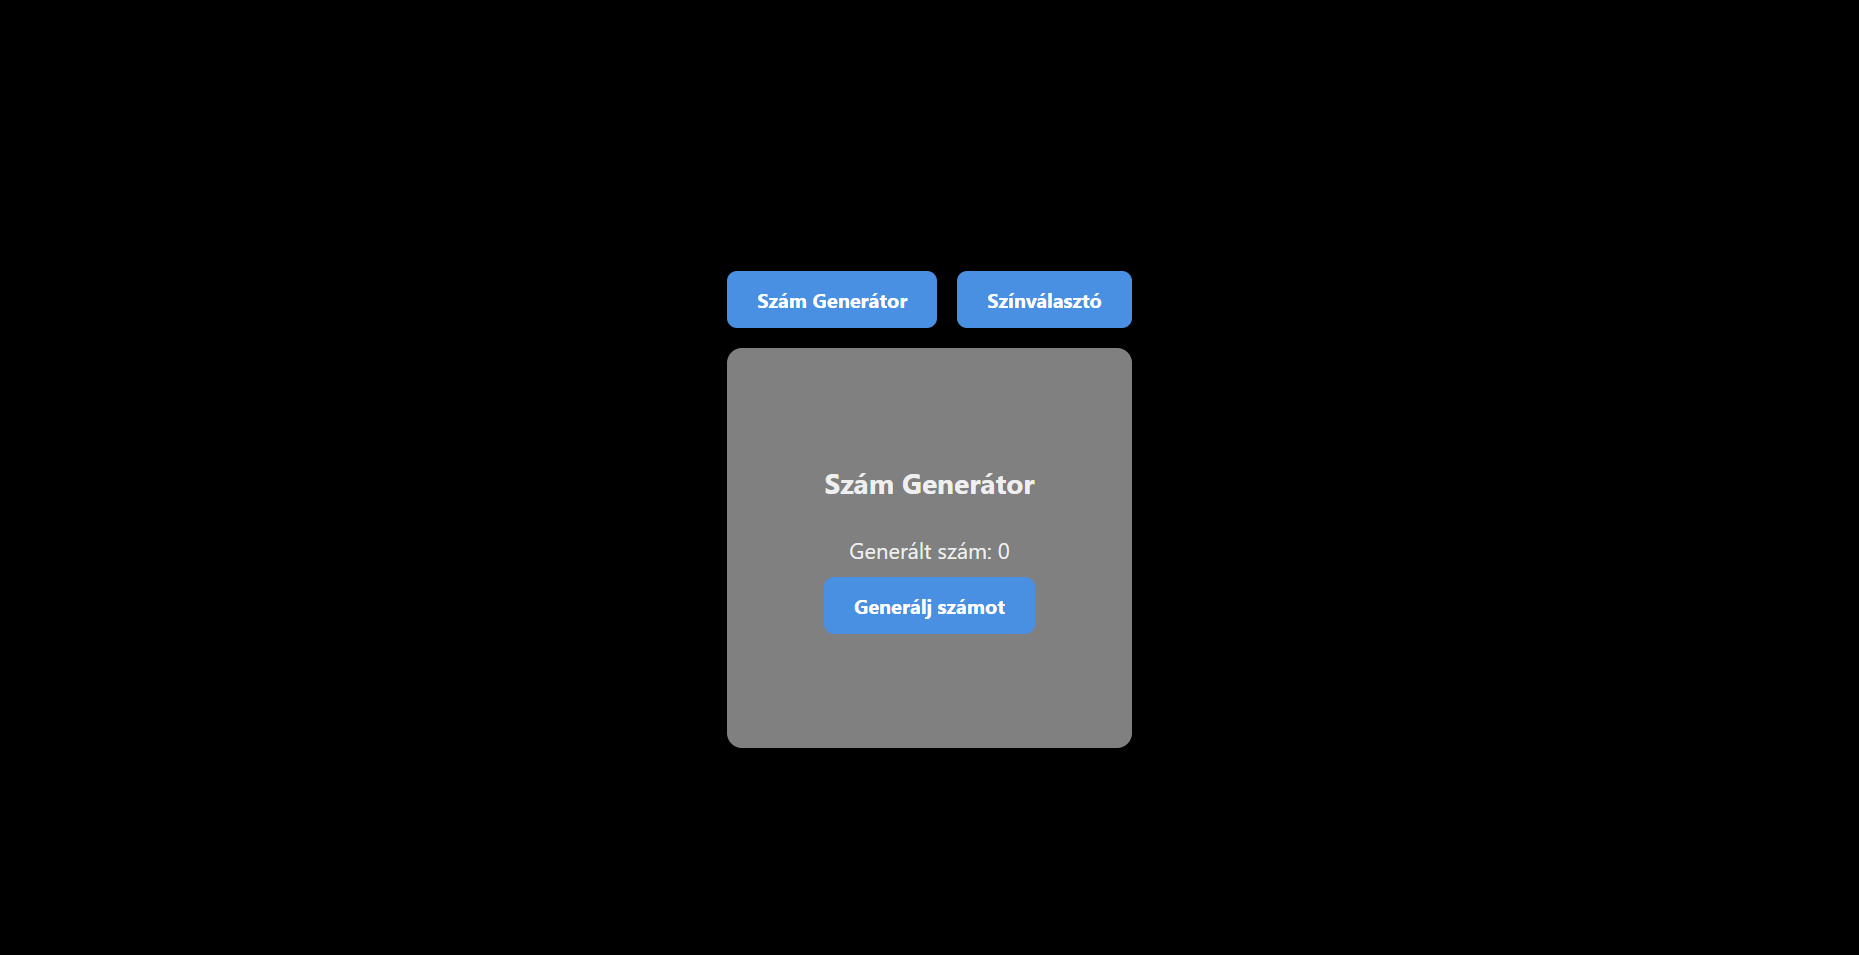 Szám Generátor
Színválasztó
Szám Generátor
Generált szám: 0
Generálj számot